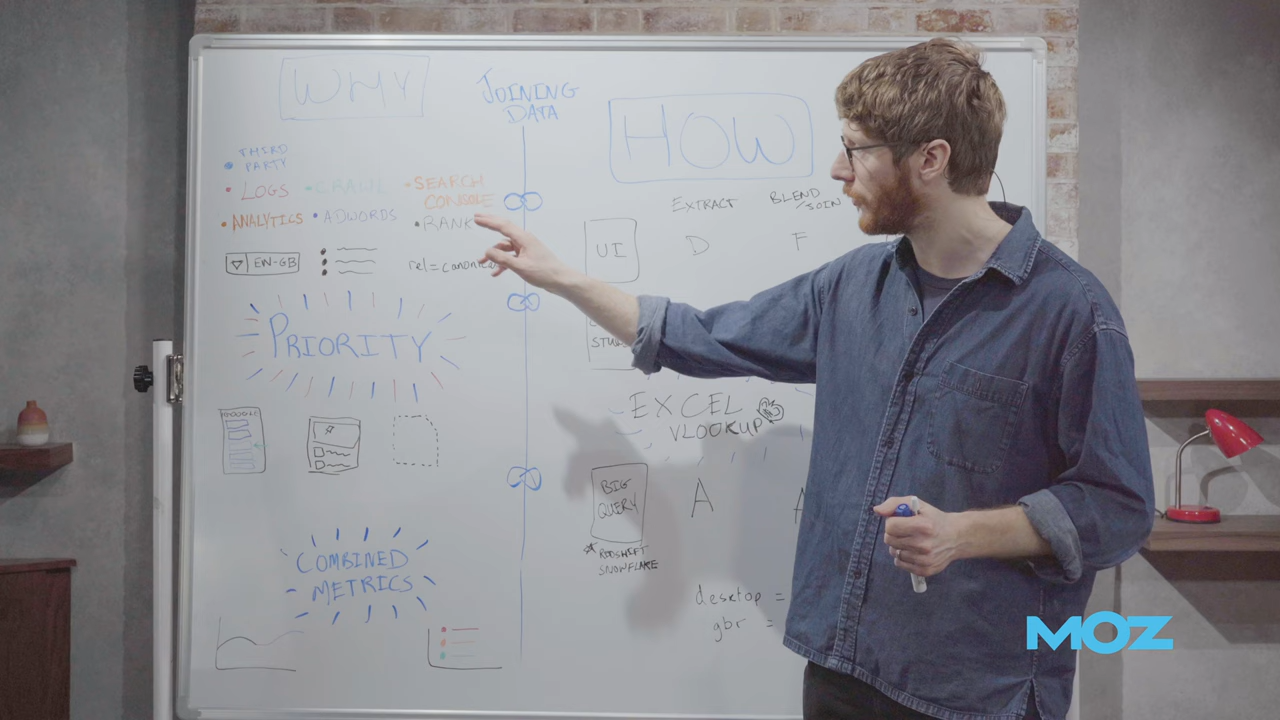 WHY
JOINING
DATA
HOW
THIRD
PARTY
LOGS
CRAWL
SEARCH
CONSOLE
ANALYTICS
ADWORDS
RANK
EN-GB
rel=canonical
EXTRACT
BLEND
/JOIN
UI
D
F
PRIORITY
EXCEL
VLOOKUP
BIG
QUERY
A
* REDSHIFT
SNOWFLAKE
COMBINED
METRICS
desktop =
gbr =
MOZ